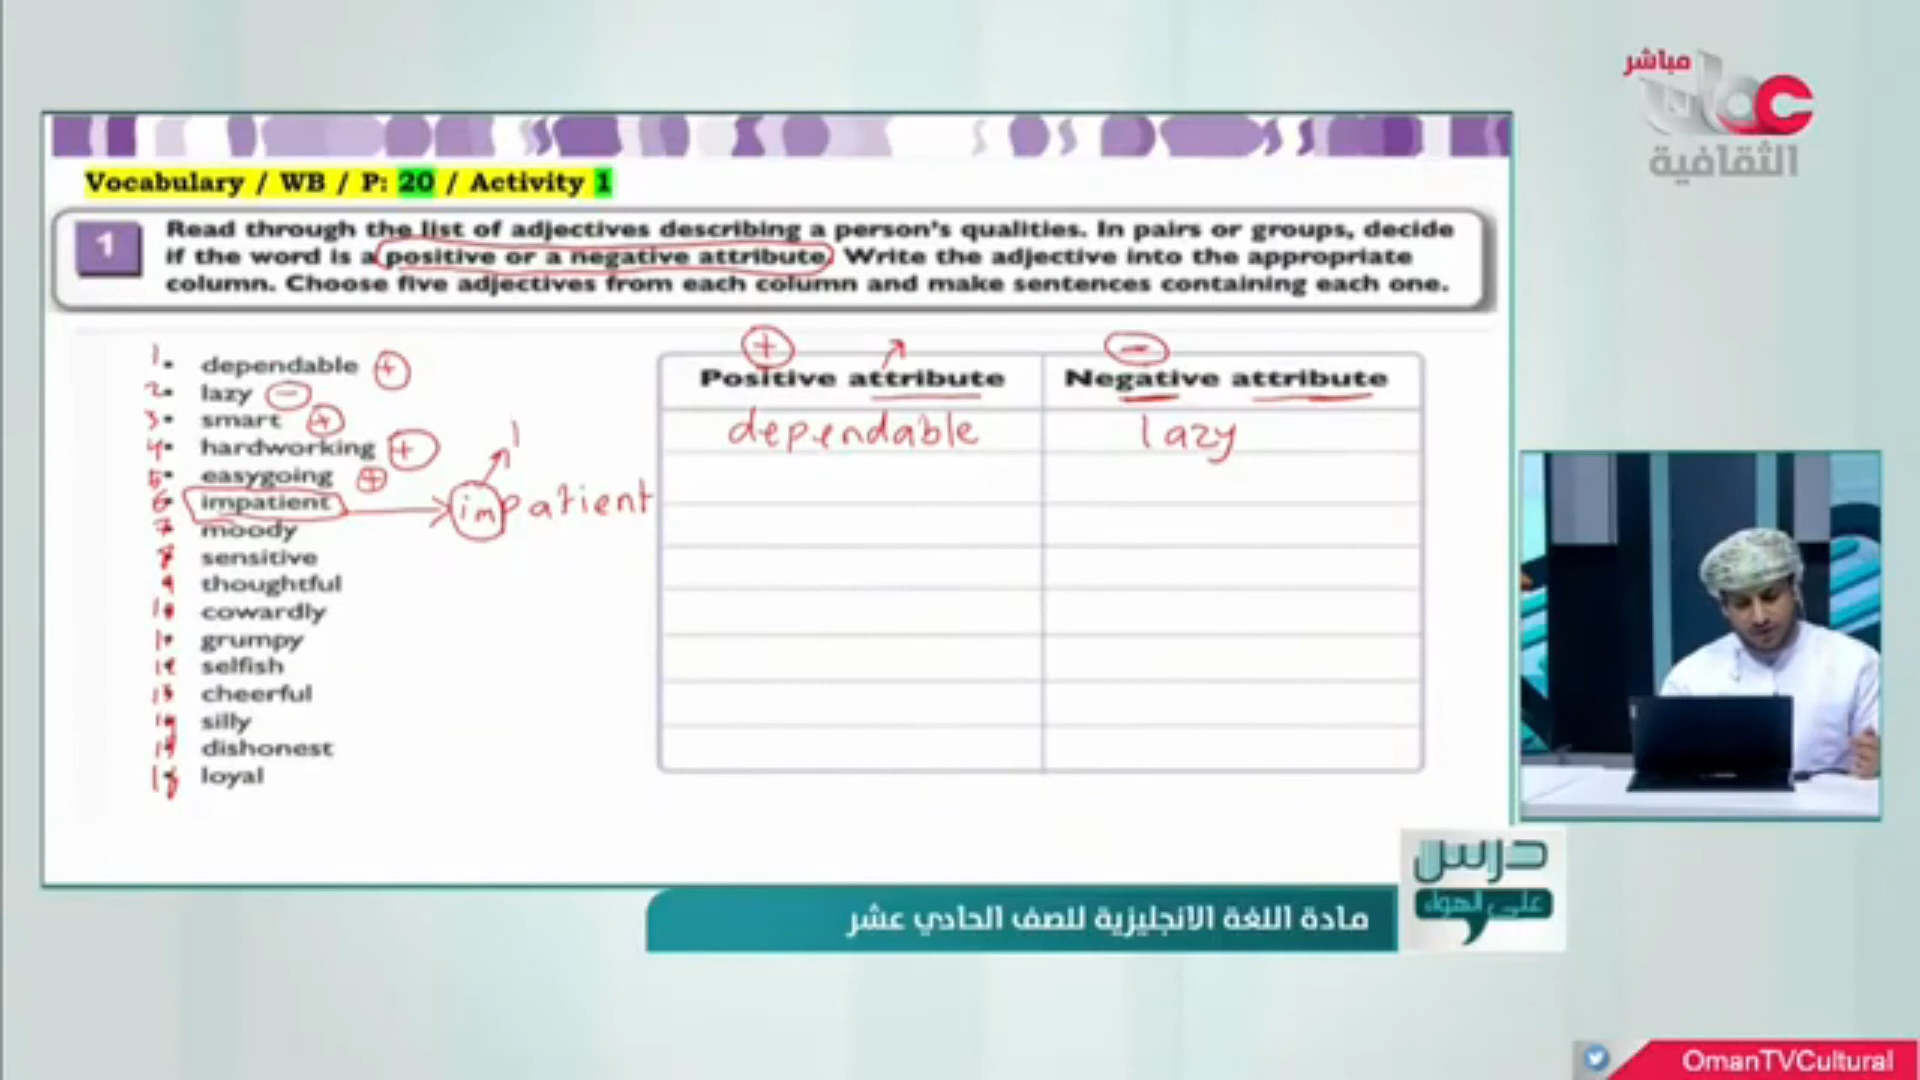 مباشر
الثقافية
Vocabulary / WB / P: 20 / Activity 1
1
Read through the list of adjectives describing a person's qualities. In pairs or groups, decide
if the word is a positive or a negative attribute. Write the adjective into the appropriate
column. Choose five adjectives from each column and make sentences containing each one.
1 dependable +
2 lazy −
3 smart +
4 hardworking +
5 easygoing +
6 impatient impatient
7 moody
sensitive
9 thoughtful
10 cowardly
grumpy
selfish
13 cheerful
silly
dishonest
loyal
+ −
Positive attribute Negative attribute
dependable lazy
درس
على الهواء
مادة اللغة الانجليزية للصف الحادي عشر
OmanTVCultural